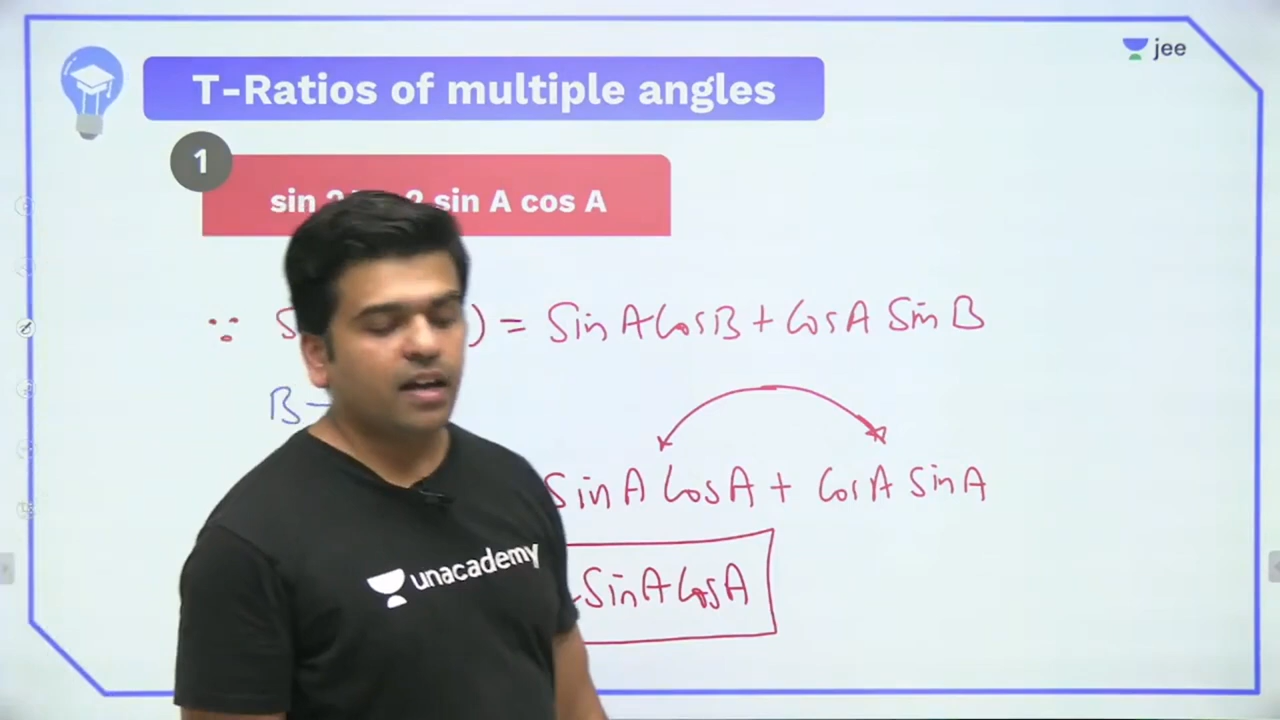 jee
T-Ratios of multiple angles
1
sin 2 sin A cos A
∵ S ) = Sin A Cos B + Cos A Sin B
B
Sin A Cos A + Cos A Sin A
Sin A Cos A
unacademy